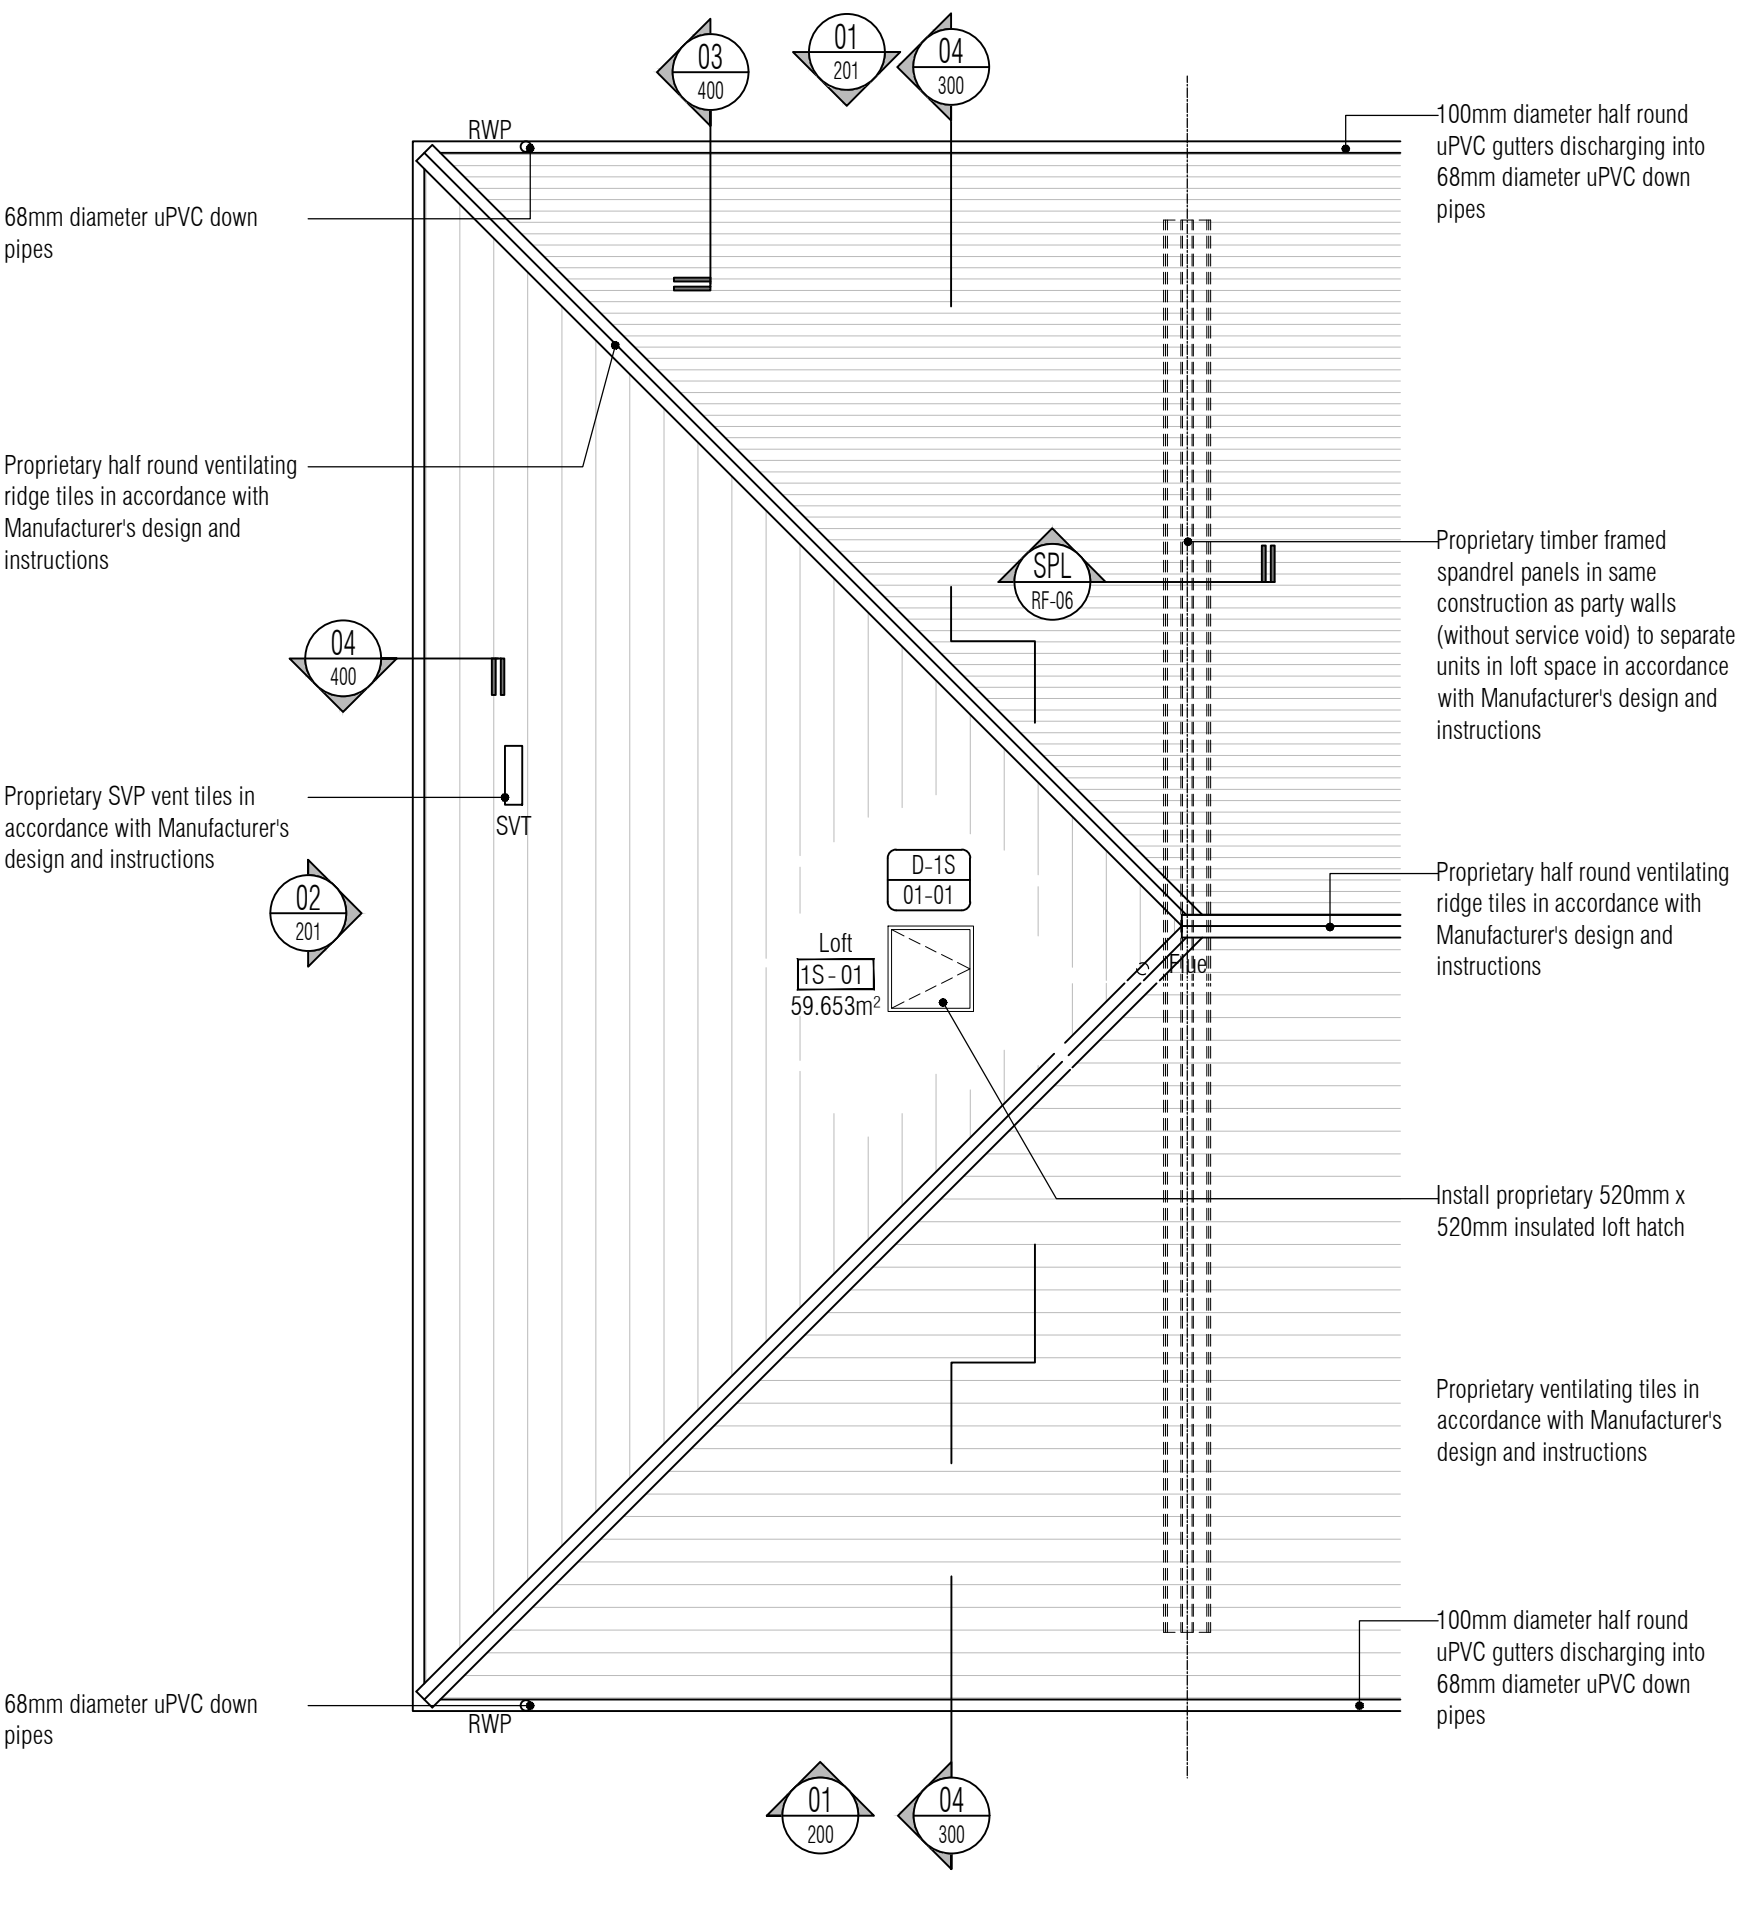 03
400
01
201
04
300
RWP
100mm diameter half round
uPVC gutters discharging into
68mm diameter uPVC down
pipes
68mm diameter uPVC down
pipes
Proprietary half round ventilating
ridge tiles in accordance with
Manufacturer's design and
instructions
SPL
RF-06
Proprietary timber framed
spandrel panels in same
construction as party walls
(without service void) to separate
units in loft space in accordance
with Manufacturer's design and
instructions
04
400
Proprietary SVP vent tiles in
accordance with Manufacturer's
design and instructions
SVT
02
201
D-1S
01-01
Loft
1S - 01
59.653m²
Flue
Proprietary half round ventilating
ridge tiles in accordance with
Manufacturer's design and
instructions
Install proprietary 520mm x
520mm insulated loft hatch
Proprietary ventilating tiles in
accordance with Manufacturer's
design and instructions
100mm diameter half round
uPVC gutters discharging into
68mm diameter uPVC down
pipes
68mm diameter uPVC down
pipes
RWP
01
200
04
300